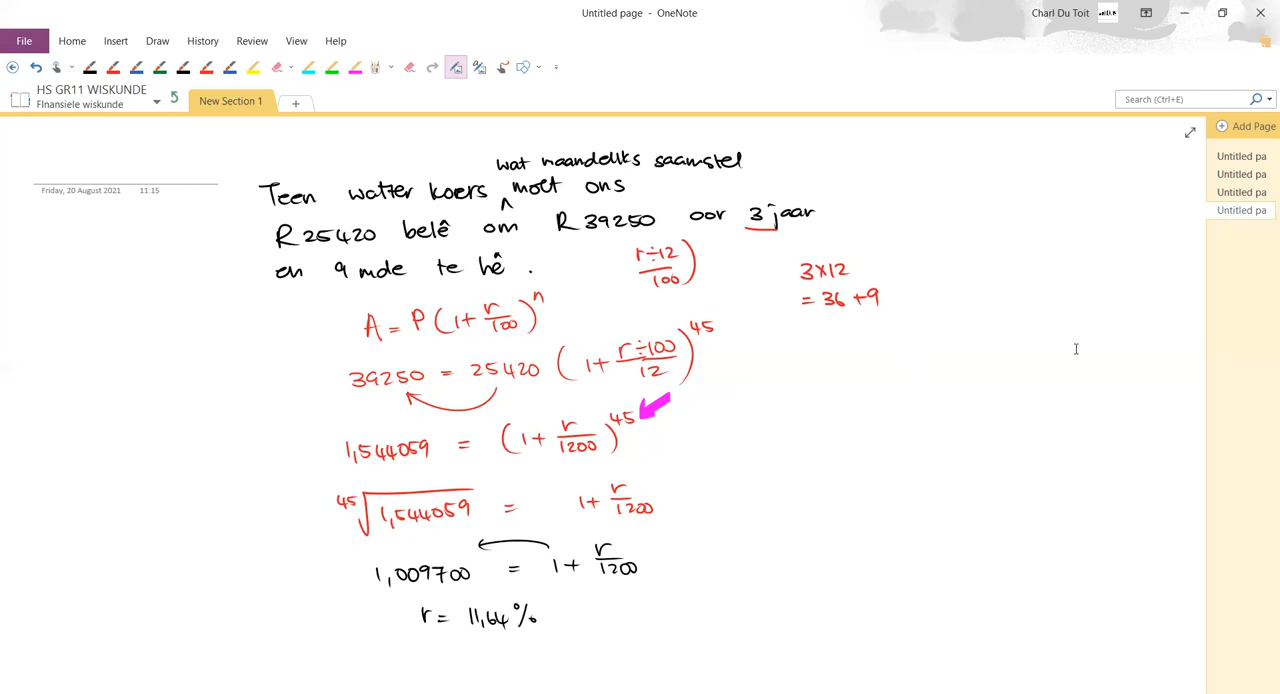 Untitled page - OneNote
Charl Du Toit
File Home Insert Draw History Review View Help
HS GR11 WISKUNDE
FInansiele wiskunde
New Section 1
+
Search (Ctrl+E)
Add Page
Untitled pa
Untitled pa
Untitled pa
Untitled pa
Friday, 20 August 2021 11:15
wat maandeliks saamstel
Teen watter koers ^ moet ons
R25420 belê om R39250 oor 3 jaar
en 9 mde te hê.
r÷12/100)
3×12
= 36 + 9
A = P(1 + r/100)^n
39250 = 25420 (1 + r÷100/12)^45
1,544059 = (1 + r/1200)^45
45√1,544059 = 1 + r/1200
1,009700 = 1 + r/1200
r = 11,64%